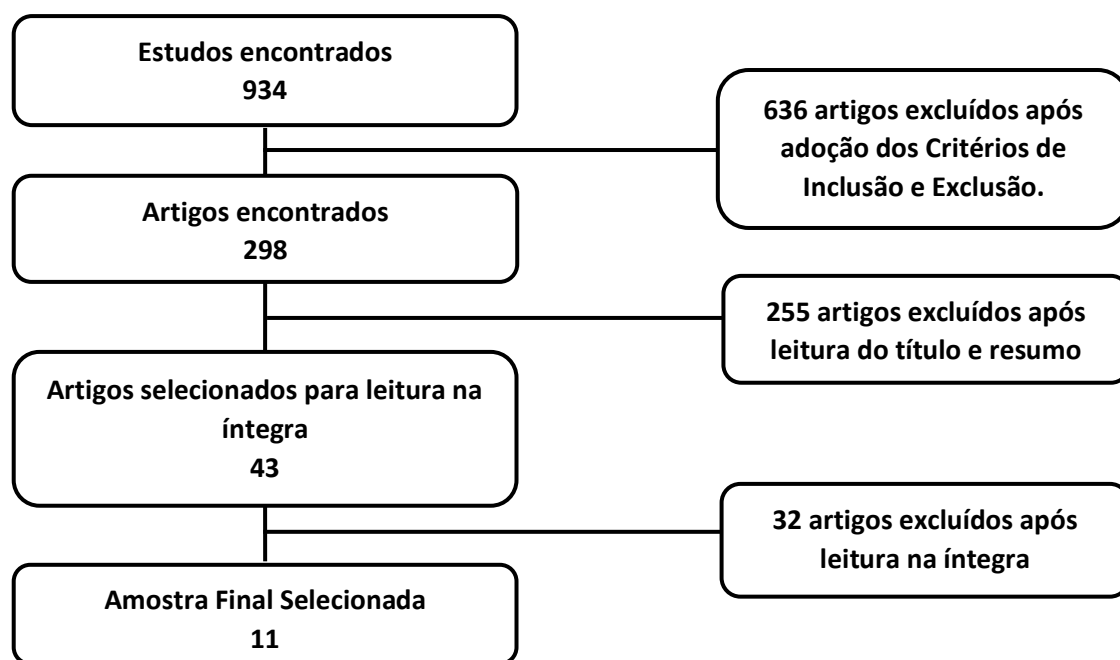 Estudos encontrados
934
636 artigos excluídos após
adoção dos Critérios de
Inclusão e Exclusão.
Artigos encontrados
298
255 artigos excluídos após
leitura do título e resumo
Artigos selecionados para leitura na
íntegra
43
32 artigos excluídos após
leitura na íntegra
Amostra Final Selecionada
11